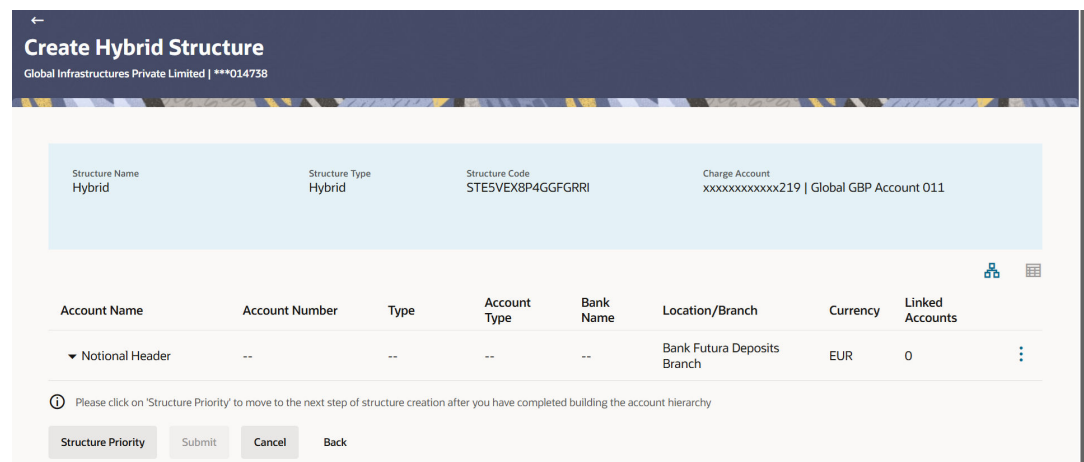 Create Hybrid Structure
Global Infrastructures Private Limited | ***014738
Structure Name
Structure Type
Structure Code
Charge Account
Hybrid
Hybrid
STE5VEX8P4GGFGRRI
xxxxxxxxxxxx219 | Global GBP Account 011
Account Name
Account Number
Type
Account Type
Bank Name
Location/Branch
Currency
Linked Accounts
Notional Header
--
--
--
--
Bank Futura Deposits
Branch
EUR
0
Please click on 'Structure Priority' to move to the next step of structure creation after you have completed building the account hierarchy
Structure Priority
Submit
Cancel
Back